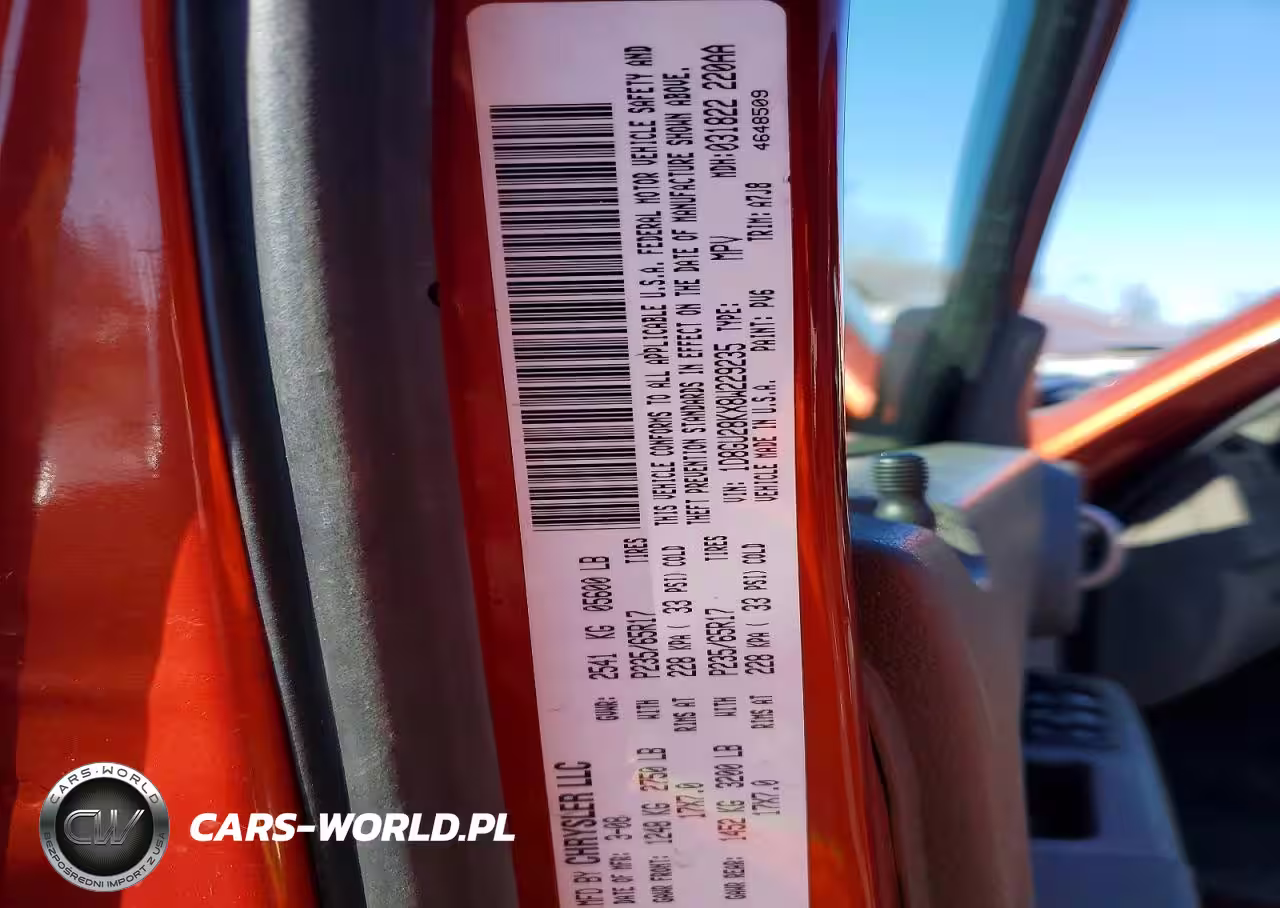 MFD BY CHRYSLER LLC
DATE OF MFR: 3-08 GVWR: 2541 KG 05600 LB
GAWR FRONT: 1248 KG 2750 LB WITH P235/65R17 TIRES
17X7.0 RIMS AT 228 KPA ( 33 PSI) COLD
GAWR REAR: 1452 KG 3200 LB WITH P235/65R17 TIRES
17X7.0 RIMS AT 228 KPA ( 33 PSI) COLD
THIS VEHICLE CONFORMS TO ALL APPLICABLE U.S.A. FEDERAL MOTOR VEHICLE SAFETY AND
THEFT PREVENTION STANDARDS IN EFFECT ON THE DATE OF MANUFACTURE SHOWN ABOVE.
VIN: 1D8GU28KX8W229235 TYPE: MPV MDH:031822 220AA
VEHICLE MADE IN U.S.A. PAINT: PV6 TRIM: A7J8 4648509
CARS-WORLD
CW
BEZPOŚREDNI IMPORT Z USA
CARS-WORLD.PL